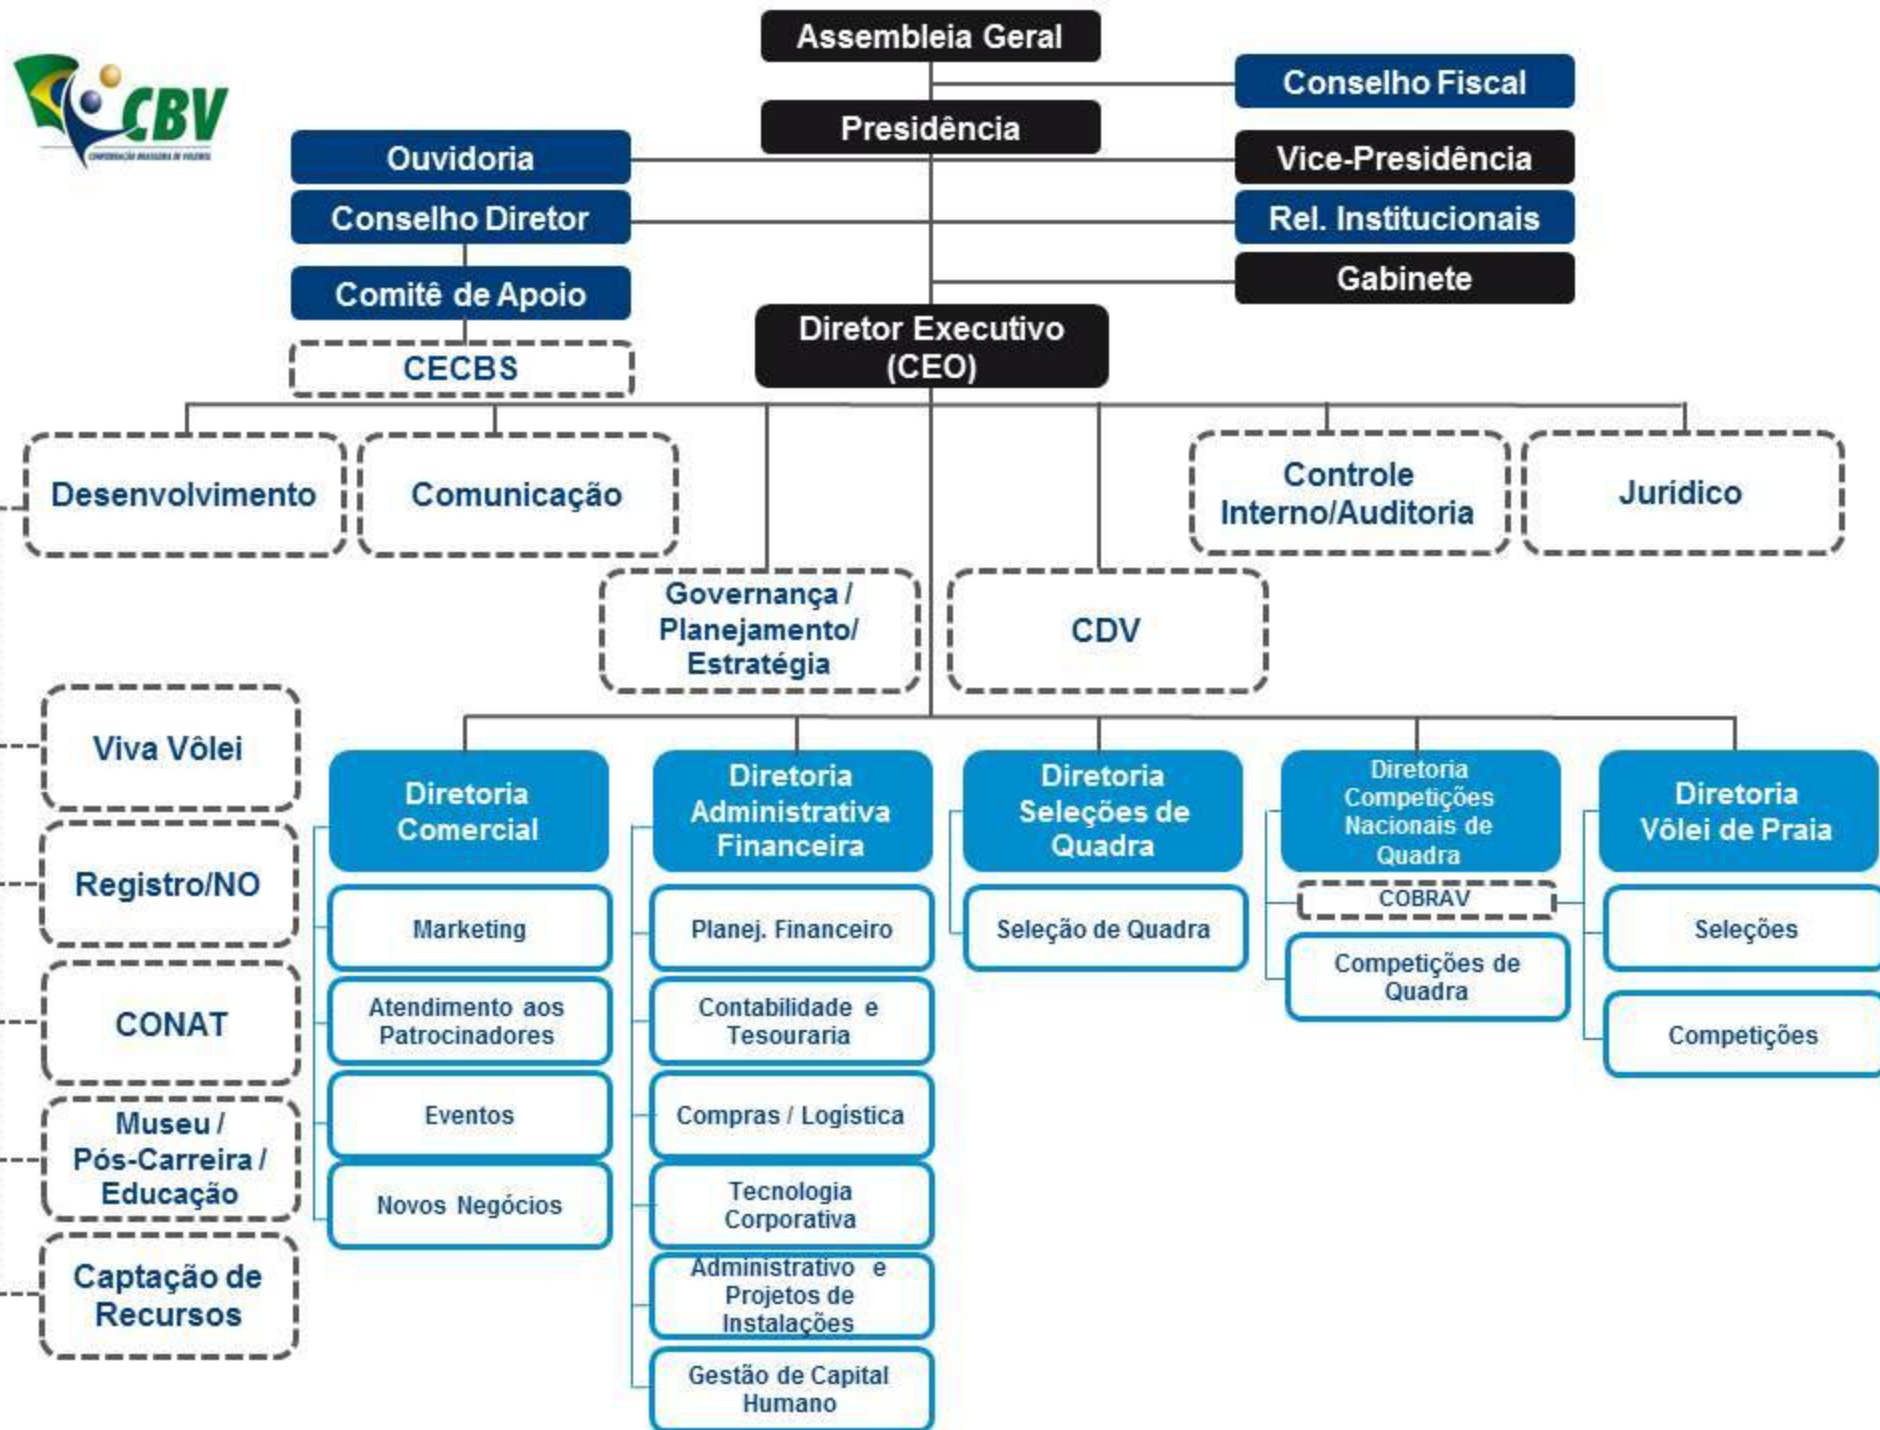 Assembleia Geral
CBV
CONFEDERAÇÃO BRASILEIRA DE VOLEIBOL
Conselho Fiscal
Presidência
Ouvidoria
Vice-Presidência
Conselho Diretor
Rel. Institucionais
Comitê de Apoio
Gabinete
Diretor Executivo
(CEO)
CECBS
Desenvolvimento
Comunicação
Controle
Interno/Auditoria
Jurídico
Governança /
Planejamento/
Estratégia
CDV
Viva Vôlei
Registro/NO
CONAT
Museu /
Pós-Carreira /
Educação
Captação de
Recursos
Diretoria
Comercial
Marketing
Atendimento aos
Patrocinadores
Eventos
Novos Negócios
Diretoria
Administrativa
Financeira
Planej. Financeiro
Contabilidade e
Tesouraria
Compras / Logística
Tecnologia
Corporativa
Administrativo e
Projetos de
Instalações
Gestão de Capital
Humano
Diretoria
Seleções de
Quadra
Seleção de Quadra
Diretoria
Competições
Nacionais de
Quadra
COBRAV
Competições de
Quadra
Diretoria
Vôlei de Praia
Seleções
Competições